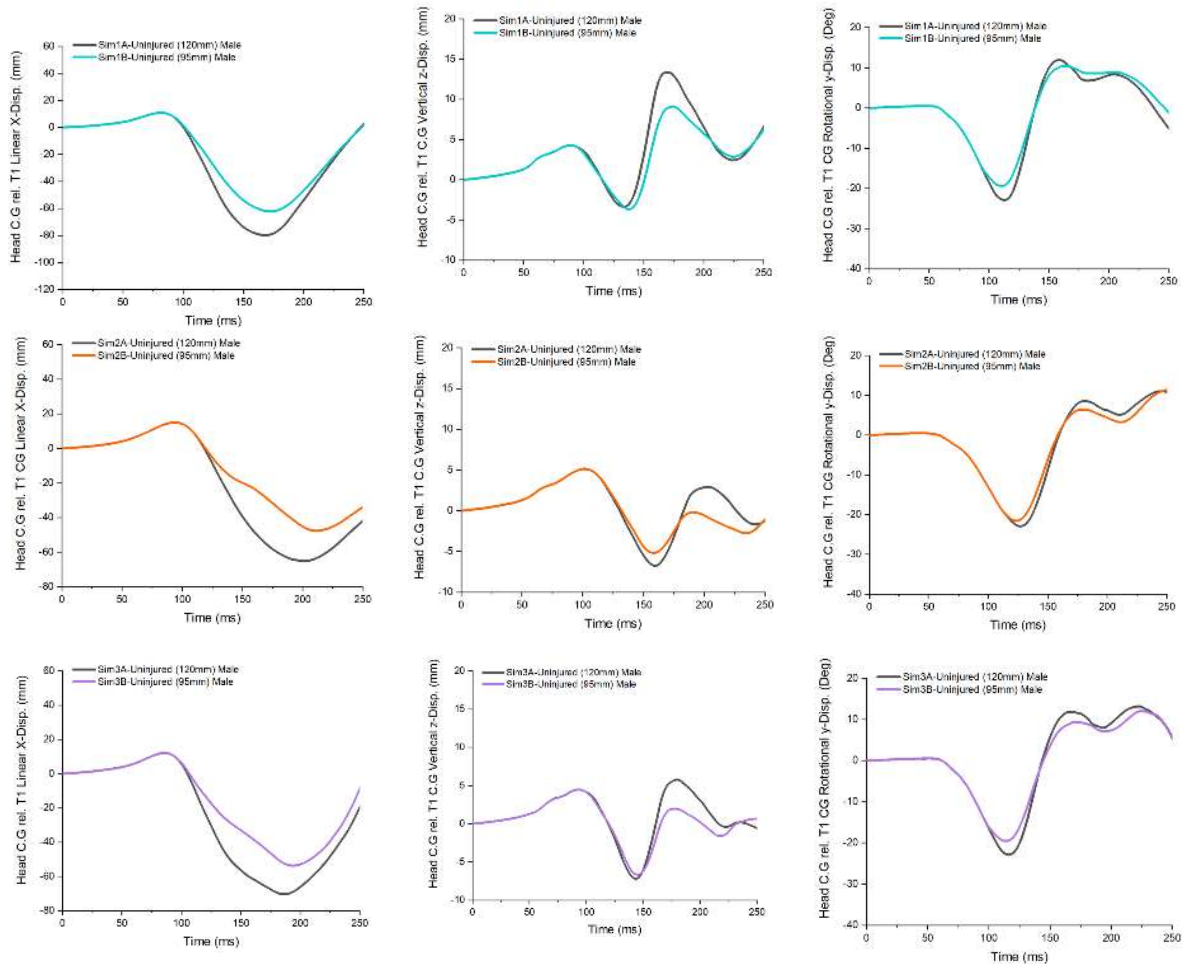 Sim1A-Uninjured (120mm) Male
Sim1B-Uninjured (95mm) Male
Head C.G rel. T1 Linear X-Disp. (mm)
60
40
20
0
-20
-40
-60
-80
-100
-120
0 50 100 150 200 250
Time (ms)
Sim1A-Uninjured (120mm) Male
Sim1B-Uninjured (95mm) Male
Head C.G rel. T1 C.G Vertical z-Disp. (mm)
20
15
10
5
0
-5
-10
0 50 100 150 200 250
Time (ms)
Sim1A-Uninjured (120mm) Male
Sim1B-Uninjured (95mm) Male
Head C.G rel. T1 CG Rotational y-Disp. (Deg)
20
10
0
-10
-20
-30
-40
0 50 100 150 200 250
Time (ms)
Sim2A-Uninjured (120mm) Male
Sim2B-Uninjured (95mm) Male
Head C.G rel. T1 CG Linear X-Disp. (mm)
60
40
20
0
-20
-40
-60
-80
0 50 100 150 200 250
Time (ms)
Sim2A-Uninjured (120mm) Male
Sim2B-Uninjured (95mm) Male
Head C.G rel. T1 C.G Vertical z-Disp. (mm)
20
15
10
5
0
-5
-10
0 50 100 150 200 250
Time (ms)
Sim2A-Uninjured (120mm) Male
Sim2B-Uninjured (95mm) Male
Head C.G rel. T1 CG Rotational y-Disp. (Deg)
20
10
0
-10
-20
-30
-40
0 50 100 150 200 250
Time (ms)
Sim3A-Uninjured (120mm) Male
Sim3B-Uninjured (95mm) Male
Head C.G rel. T1 Linear X-Disp. (mm)
60
40
20
0
-20
-40
-60
-80
0 50 100 150 200 250
Time (ms)
Sim3A-Uninjured (120mm) Male
Sim3B-Uninjured (95mm) Male
Head C.G rel. T1 C.G Vertical z-Disp. (mm)
20
15
10
5
0
-5
-10
0 50 100 150 200 250
Time (ms)
Sim3A-Uninjured (120mm) Male
Sim3B-Uninjured (95mm) Male
Head C.G rel. T1 CG Rotational y-Disp. (Deg)
20
10
0
-10
-20
-30
-40
0 50 100 150 200 250
Time (ms)